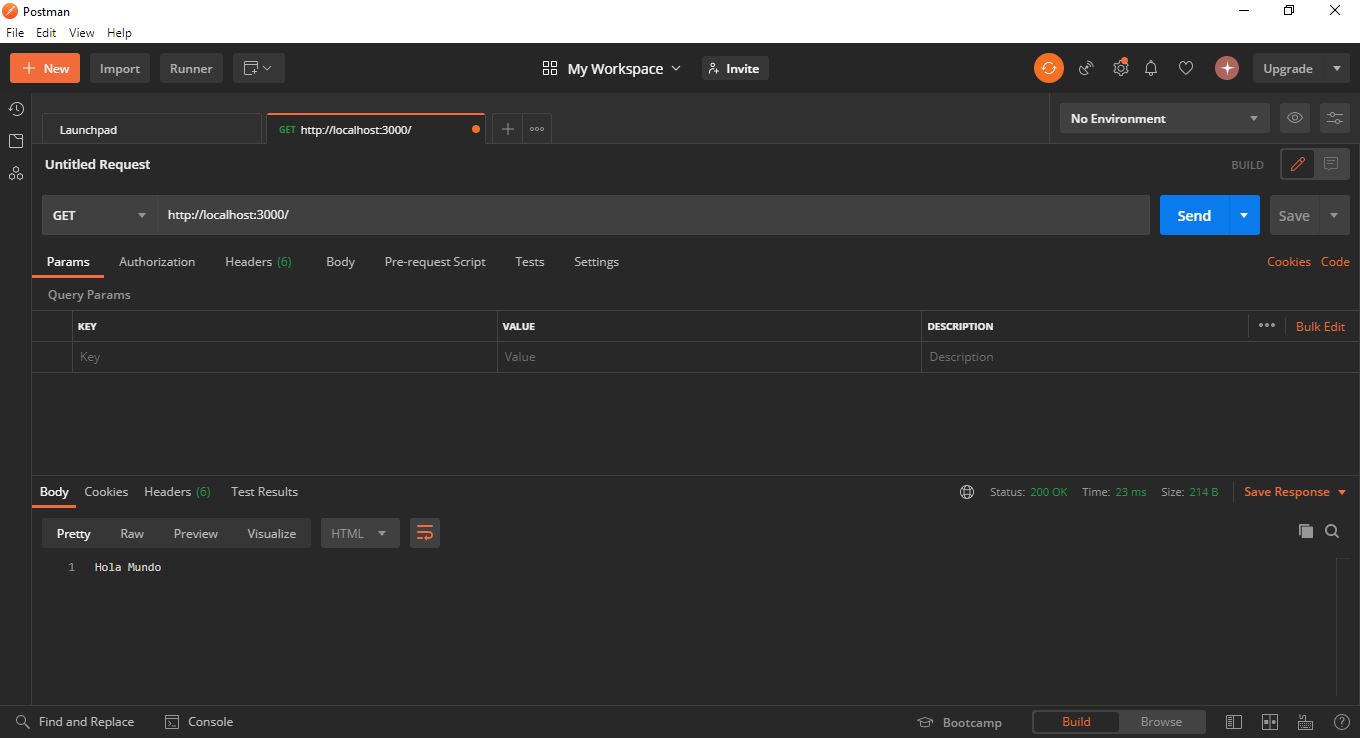 Postman
File Edit View Help
New Import Runner My Workspace Invite Upgrade
Launchpad GET http://localhost:3000/ No Environment
Untitled Request BUILD
GET http://localhost:3000/ Send Save
Params Authorization Headers (6) Body Pre-request Script Tests Settings Cookies Code
Query Params
KEY VALUE DESCRIPTION Bulk Edit
Key Value Description
Body Cookies Headers (6) Test Results Status: 200 OK Time: 23 ms Size: 214 B Save Response
Pretty Raw Preview Visualize HTML
1 Hola Mundo
Find and Replace Console Bootcamp Build Browse